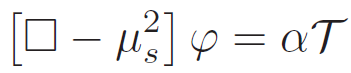 [□ − μ_s^2] φ = α𝒯